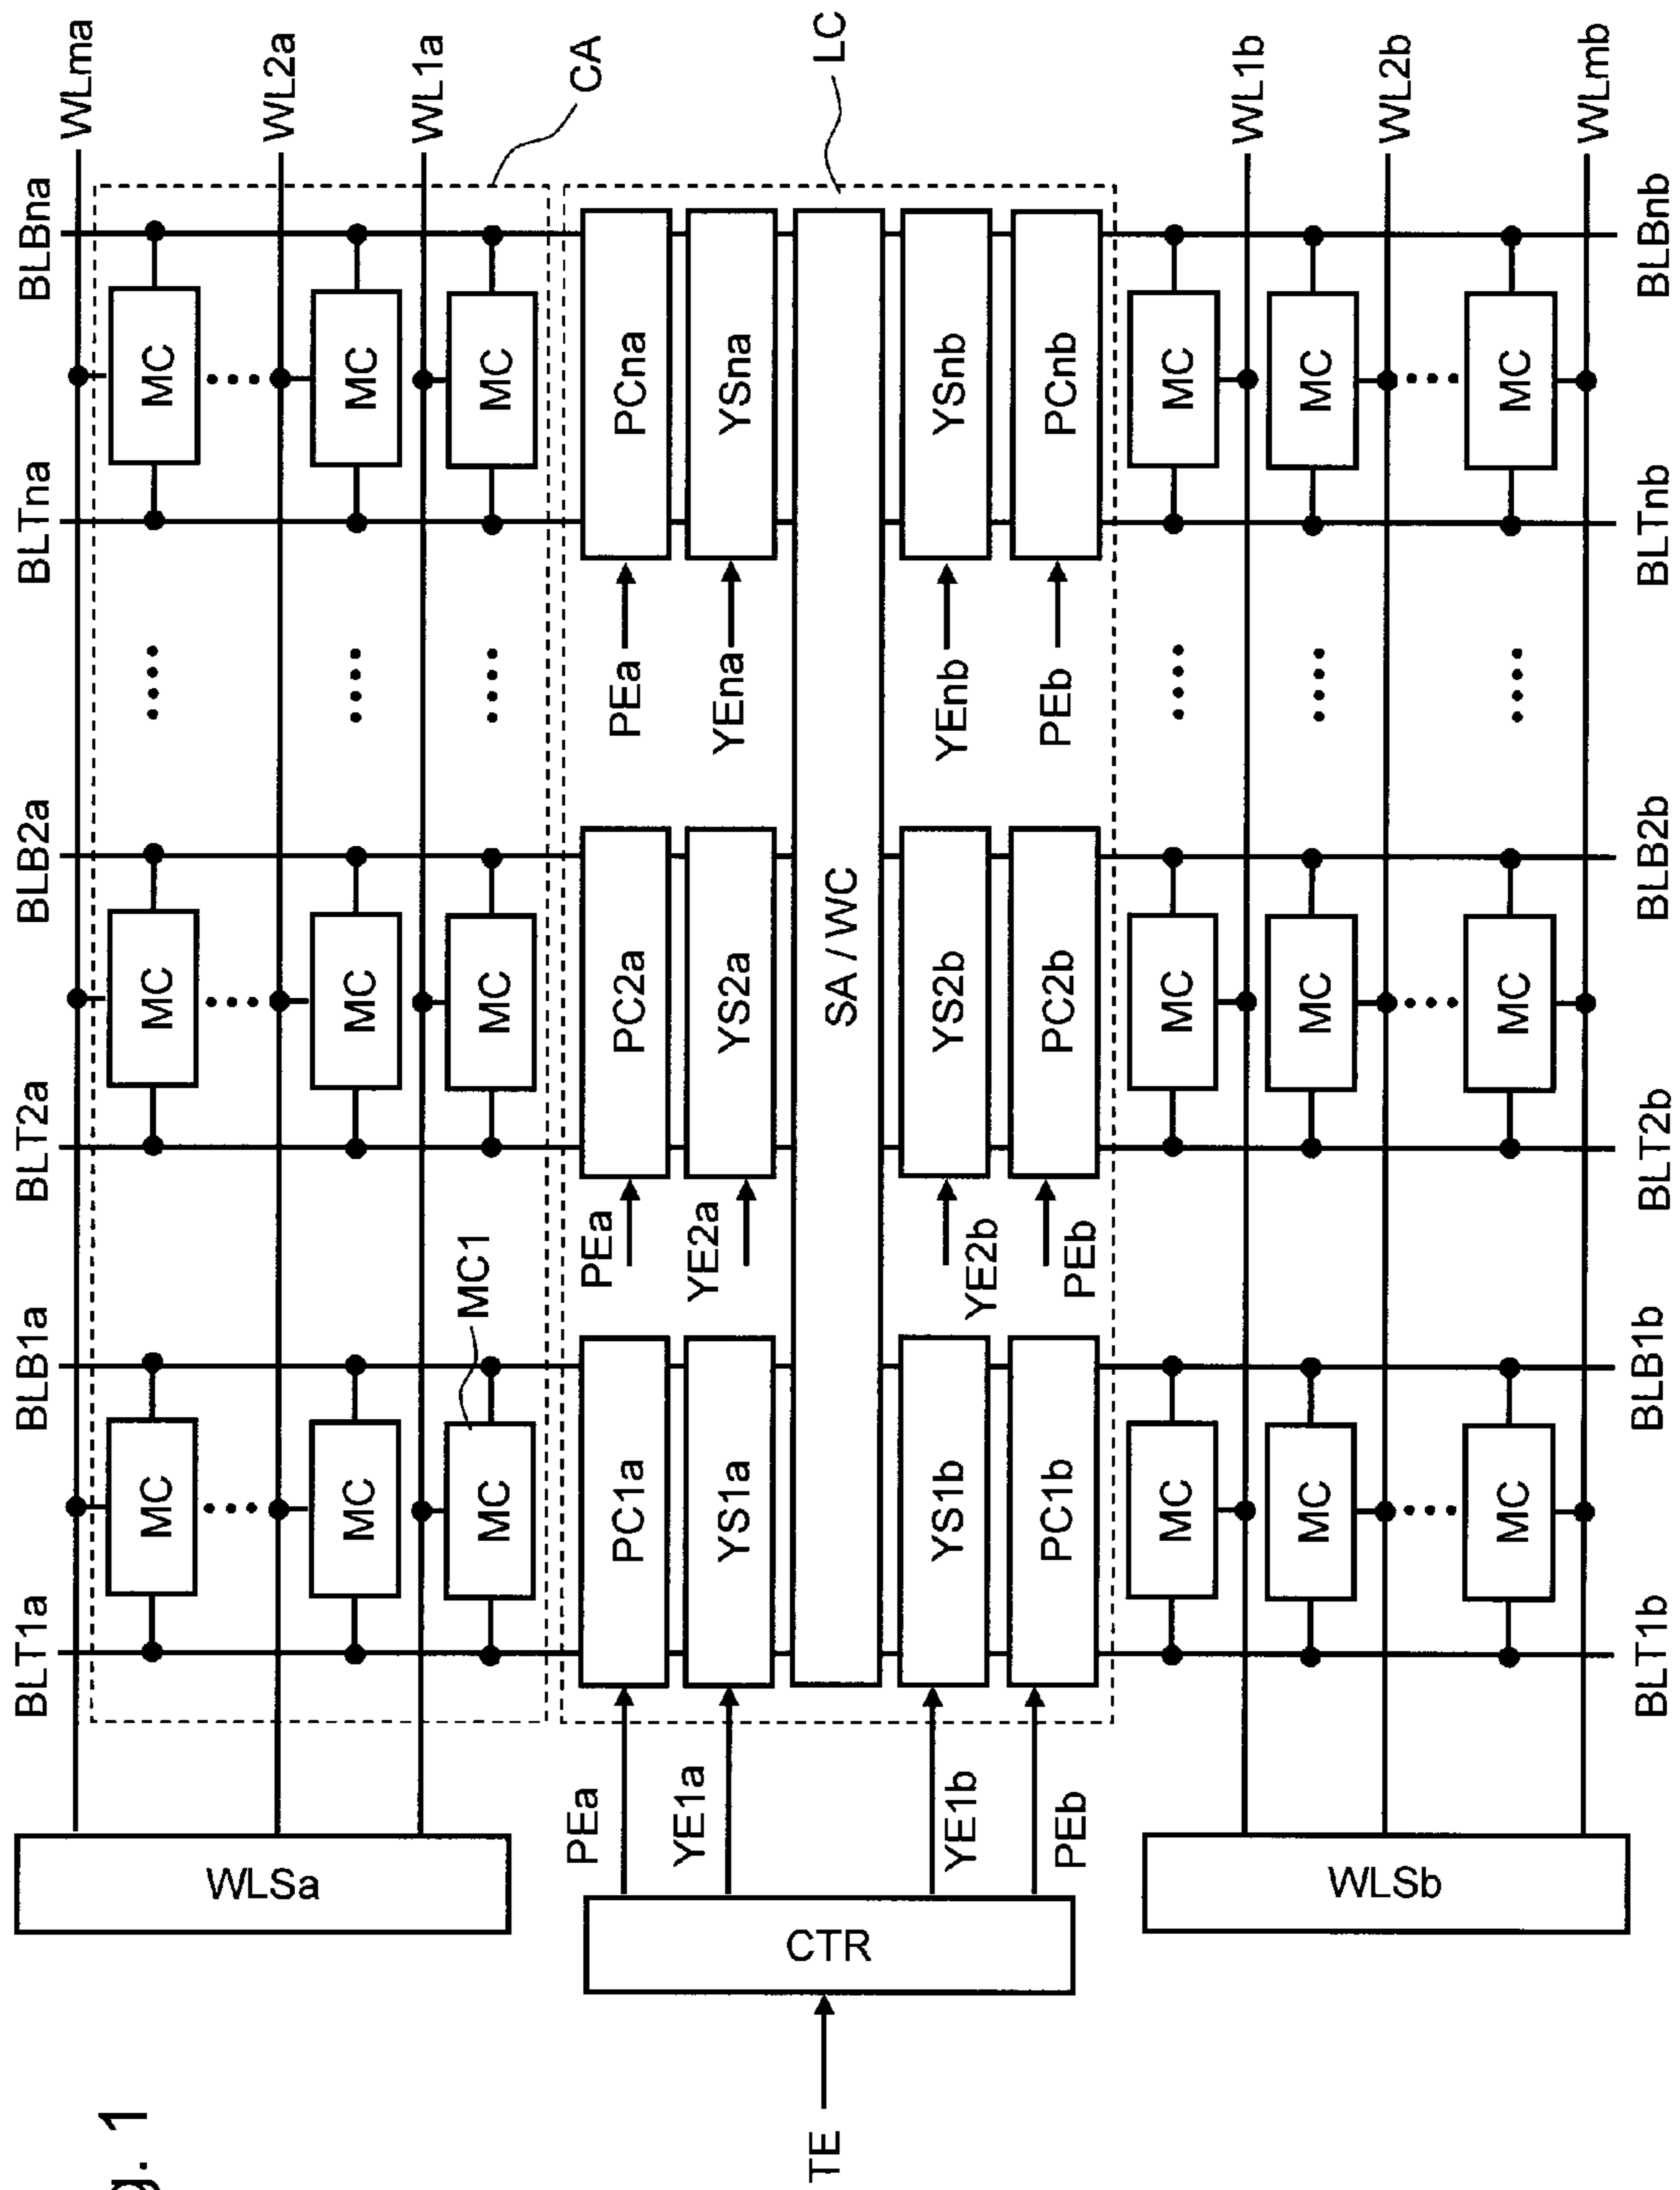 g. 1
BLT1a BLB1a BLT2a BLB2a BLTna BLBna
WLma
MC MC •••• MC
WL2a
WLSa
MC MC •••• MC
WL1a
MC MC •••• MC
MC1
CA
PEa PC1a PEa PC2a PEa PCna
YE1a YS1a YE2a YS2a YEna YSna
TE CTR SA / WC LC
YE1b YS1b YE2b YS2b YEnb YSnb
PEb PC1b PEb PC2b PEb PCnb
MC MC •••• MC
WL1b
MC MC •••• MC
WLSb
WL2b
MC MC •••• MC
WLmb
BLT1b BLB1b BLT2b BLB2b BLTnb BLBnb